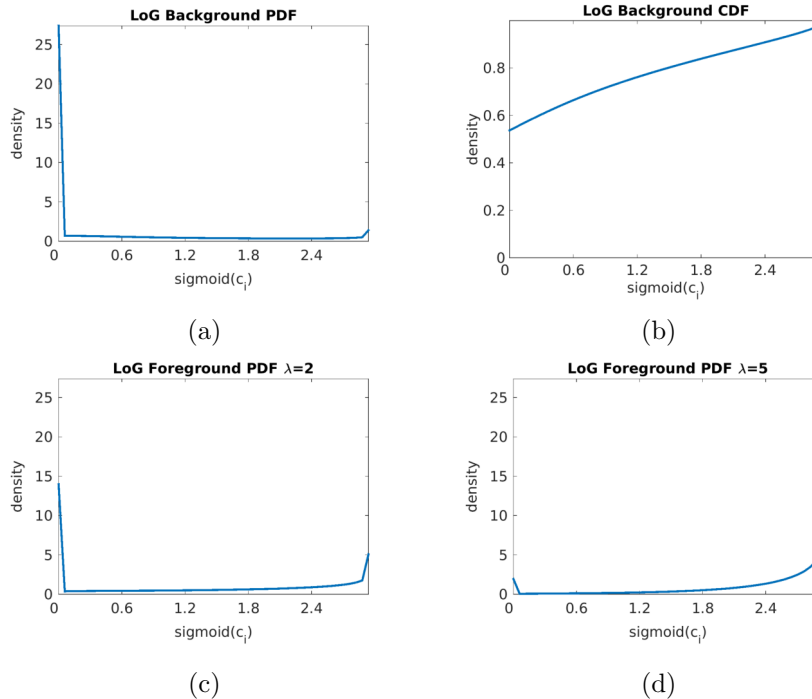 LoG Background PDF
25
20
15
10
5
0
density
0 0.6 1.2 1.8 2.4
sigmoid(c_i)
(a)
LoG Background CDF
0.8
0.6
0.4
0.2
0
density
0 0.6 1.2 1.8 2.4
sigmoid(c_i)
(b)
LoG Foreground PDF λ=2
25
20
15
10
5
0
density
0 0.6 1.2 1.8 2.4
sigmoid(c_i)
(c)
LoG Foreground PDF λ=5
25
20
15
10
5
0
density
0 0.6 1.2 1.8 2.4
sigmoid(c_i)
(d)